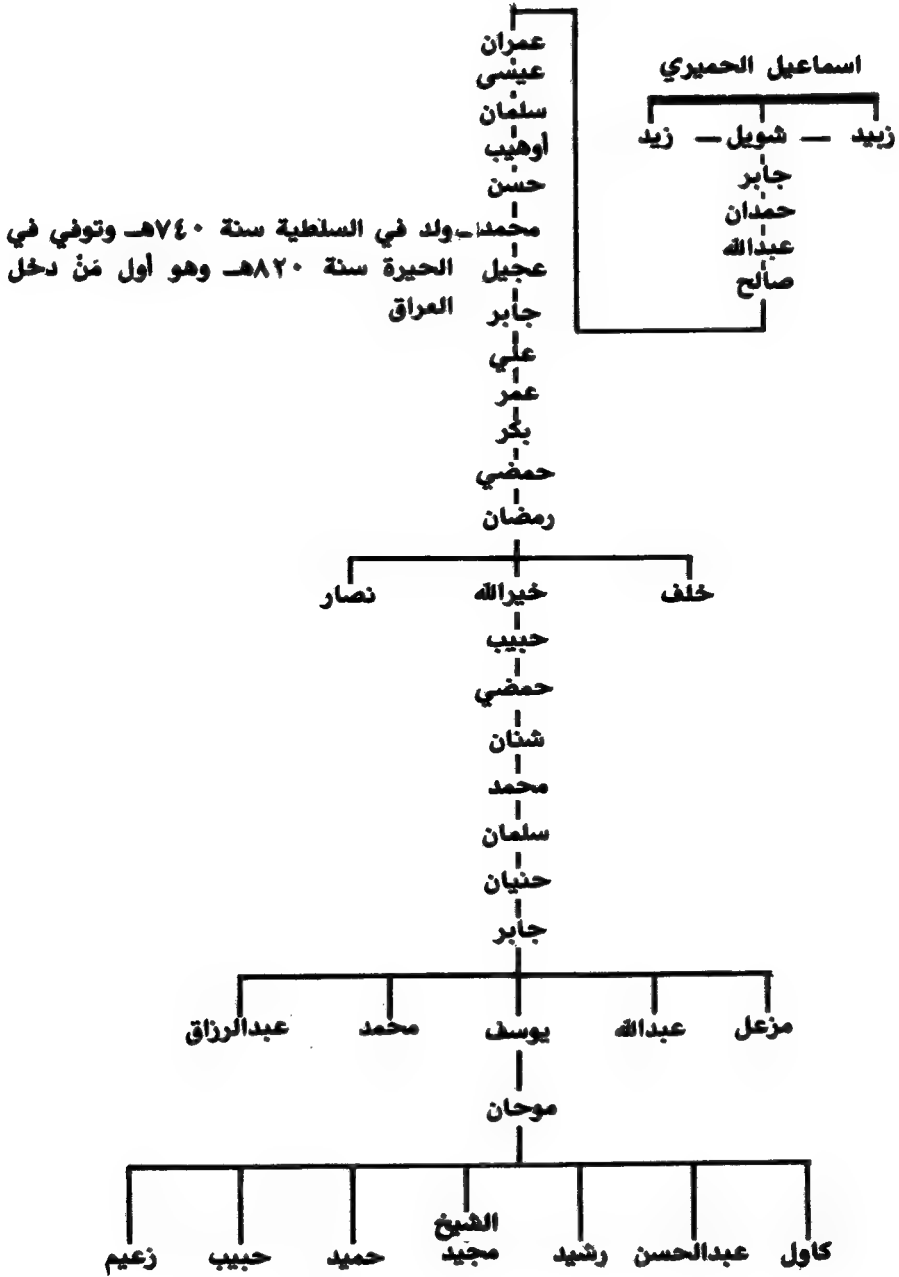 اسماعيل الحميري
زبيد — شويل — زيد
جابر
حمدان
عبدالله
صالح
عمران
عيسى
سلمان
أوهيب
حسن
محمد ـ ولد في السلطية سنة ٧٤٠هـ وتوفي في
عجيل الحيرة سنة ٨٢٠هـ وهو أول مَنْ دخل
جابر العراق
علي
عمر
بكر
حمضي
رمضان
خلف خيرالله نصار
حبيب
حمضي
شنان
محمد
سلمان
حنيان
جابر
مزعل عبدالله يوسف محمد عبدالرزاق
موحان
كاول عبدالحسن رشيد الشيخ مجيد حميد حبيب زعيم